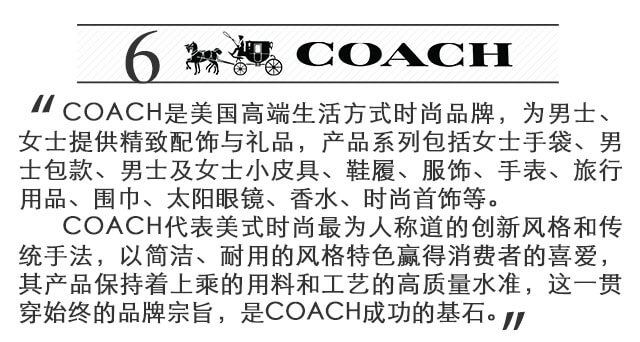 6 COACH
“ COACH是美国高端生活方式时尚品牌，为男士、
女士提供精致配饰与礼品，产品系列包括女士手袋、男
士包款、男士及女士小皮具、鞋履、服饰、手表、旅行
用品、围巾、太阳眼镜、香水、时尚首饰等。
COACH代表美式时尚最为人称道的创新风格和传
统手法，以简洁、耐用的风格特色赢得消费者的喜爱，
其产品保持着上乘的用料和工艺的高质量水准，这一贯
穿始终的品牌宗旨，是COACH成功的基石。”